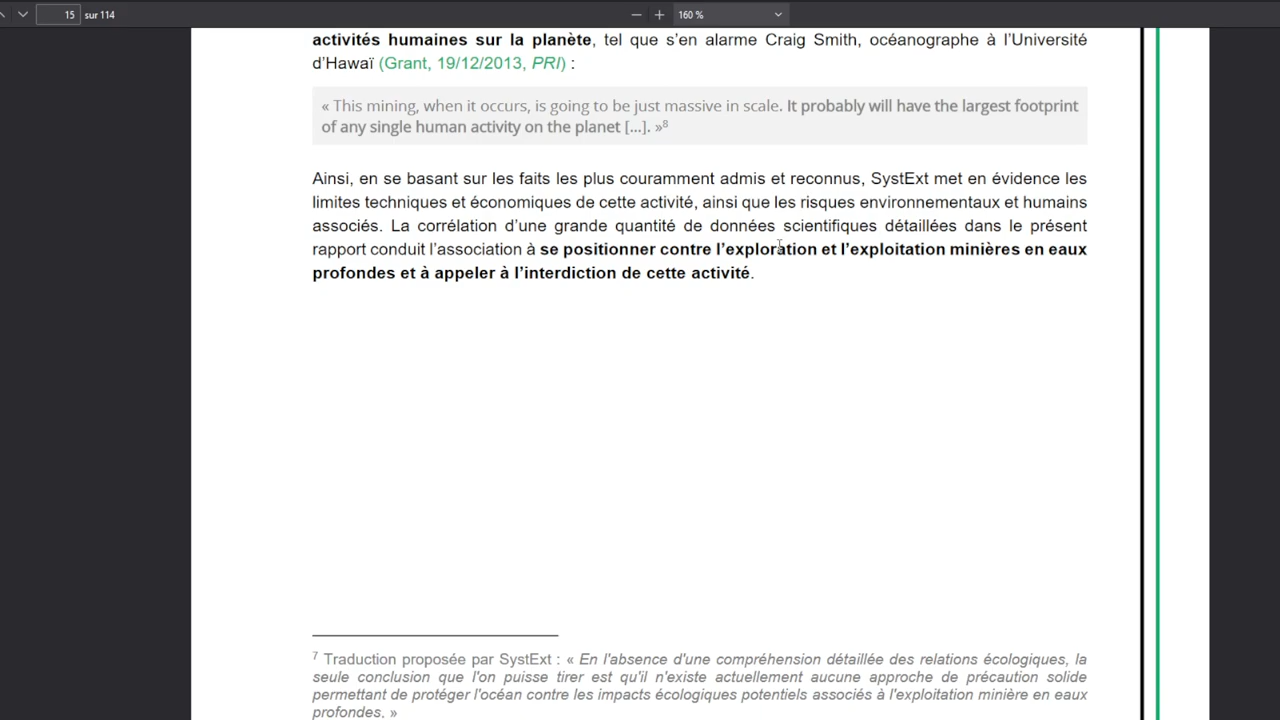 15 sur 114 160 %
activités humaines sur la planète, tel que s’en alarme Craig Smith, océanographe à l’Université
d’Hawaï (Grant, 19/12/2013, PRI) :
« This mining, when it occurs, is going to be just massive in scale. It probably will have the largest footprint
of any single human activity on the planet [...]. »8
Ainsi, en se basant sur les faits les plus couramment admis et reconnus, SystExt met en évidence les
limites techniques et économiques de cette activité, ainsi que les risques environnementaux et humains
associés. La corrélation d’une grande quantité de données scientifiques détaillées dans le présent
rapport conduit l’association à se positionner contre l’exploration et l’exploitation minières en eaux
profondes et à appeler à l’interdiction de cette activité.
7 Traduction proposée par SystExt : « En l'absence d'une compréhension détaillée des relations écologiques, la
seule conclusion que l'on puisse tirer est qu'il n'existe actuellement aucune approche de précaution solide
permettant de protéger l'océan contre les impacts écologiques potentiels associés à l'exploitation minière en eaux
profondes. »